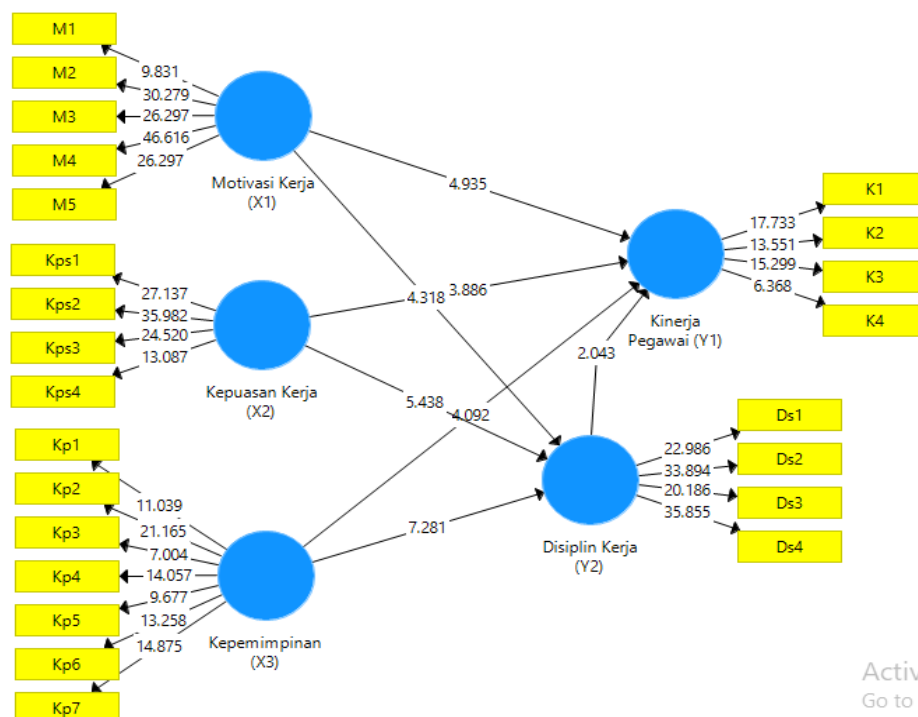 M1
9.831
M2
30.279
M3
26.297
M4
46.616
M5
26.297
Motivasi Kerja
(X1)
4.935
4.318
Kps1
27.137
Kps2
35.982
Kps3
24.520
Kps4
13.087
Kepuasan Kerja
(X2)
3.886
5.438
Kp1
11.039
Kp2
21.165
Kp3
7.004
Kp4
14.057
Kp5
9.677
Kp6
13.258
Kp7
14.875
Kepemimpinan
(X3)
4.092
7.281
Kinerja
Pegawai (Y1)
2.043
K1
17.733
K2
13.551
K3
15.299
K4
6.368
Disiplin Kerja
(Y2)
Ds1
22.986
Ds2
33.894
Ds3
20.186
Ds4
35.855
Activ
Go to